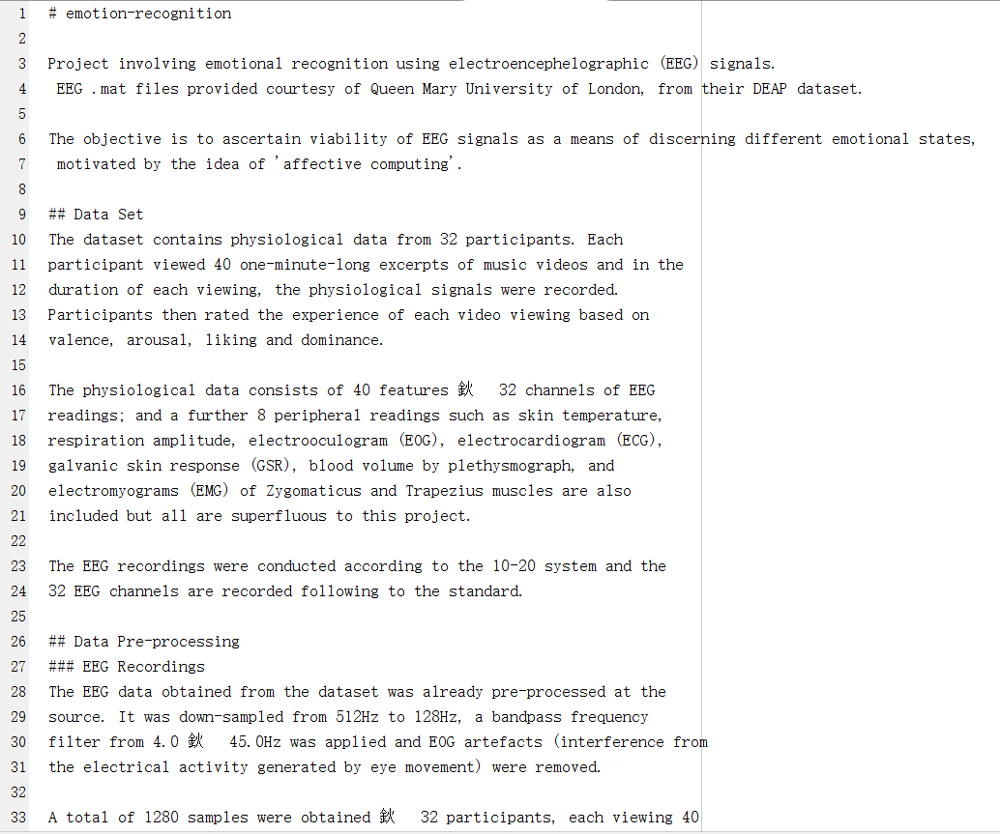 1 # emotion-recognition
2
3 Project involving emotional recognition using electroencephelographic (EEG) signals.
4 EEG .mat files provided courtesy of Queen Mary University of London, from their DEAP dataset.
5
6 The objective is to ascertain viability of EEG signals as a means of discerning different emotional states,
7 motivated by the idea of 'affective computing'.
8
9 ## Data Set
10 The dataset contains physiological data from 32 participants. Each
11 participant viewed 40 one-minute-long excerpts of music videos and in the
12 duration of each viewing, the physiological signals were recorded.
13 Participants then rated the experience of each video viewing based on
14 valence, arousal, liking and dominance.
15
16 The physiological data consists of 40 features 鈥 32 channels of EEG
17 readings; and a further 8 peripheral readings such as skin temperature,
18 respiration amplitude, electrooculogram (EOG), electrocardiogram (ECG),
19 galvanic skin response (GSR), blood volume by plethysmograph, and
20 electromyograms (EMG) of Zygomaticus and Trapezius muscles are also
21 included but all are superfluous to this project.
22
23 The EEG recordings were conducted according to the 10-20 system and the
24 32 EEG channels are recorded following to the standard.
25
26 ## Data Pre-processing
27 ### EEG Recordings
28 The EEG data obtained from the dataset was already pre-processed at the
29 source. It was down-sampled from 512Hz to 128Hz, a bandpass frequency
30 filter from 4.0 鈥 45.0Hz was applied and EOG artefacts (interference from
31 the electrical activity generated by eye movement) were removed.
32
33 A total of 1280 samples were obtained 鈥 32 participants, each viewing 40